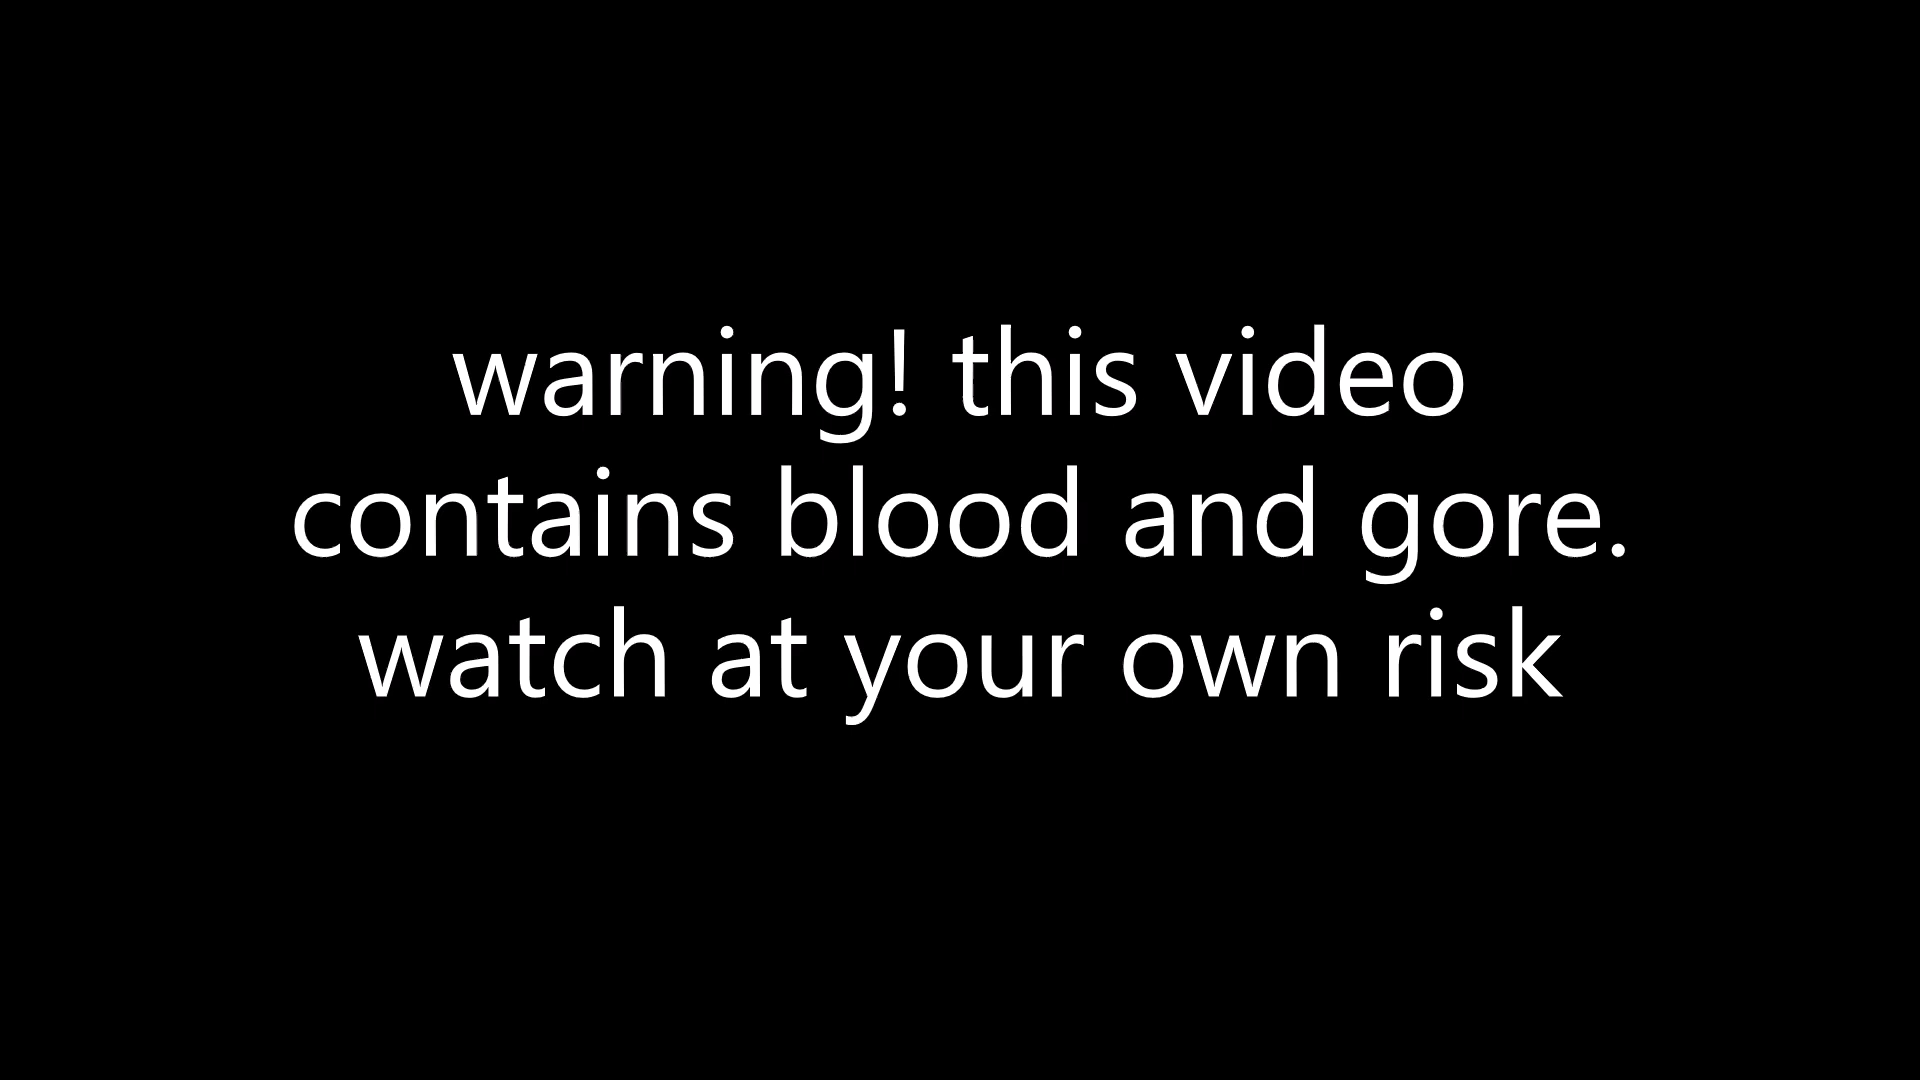 warning! this video
contains blood and gore.
watch at your own risk